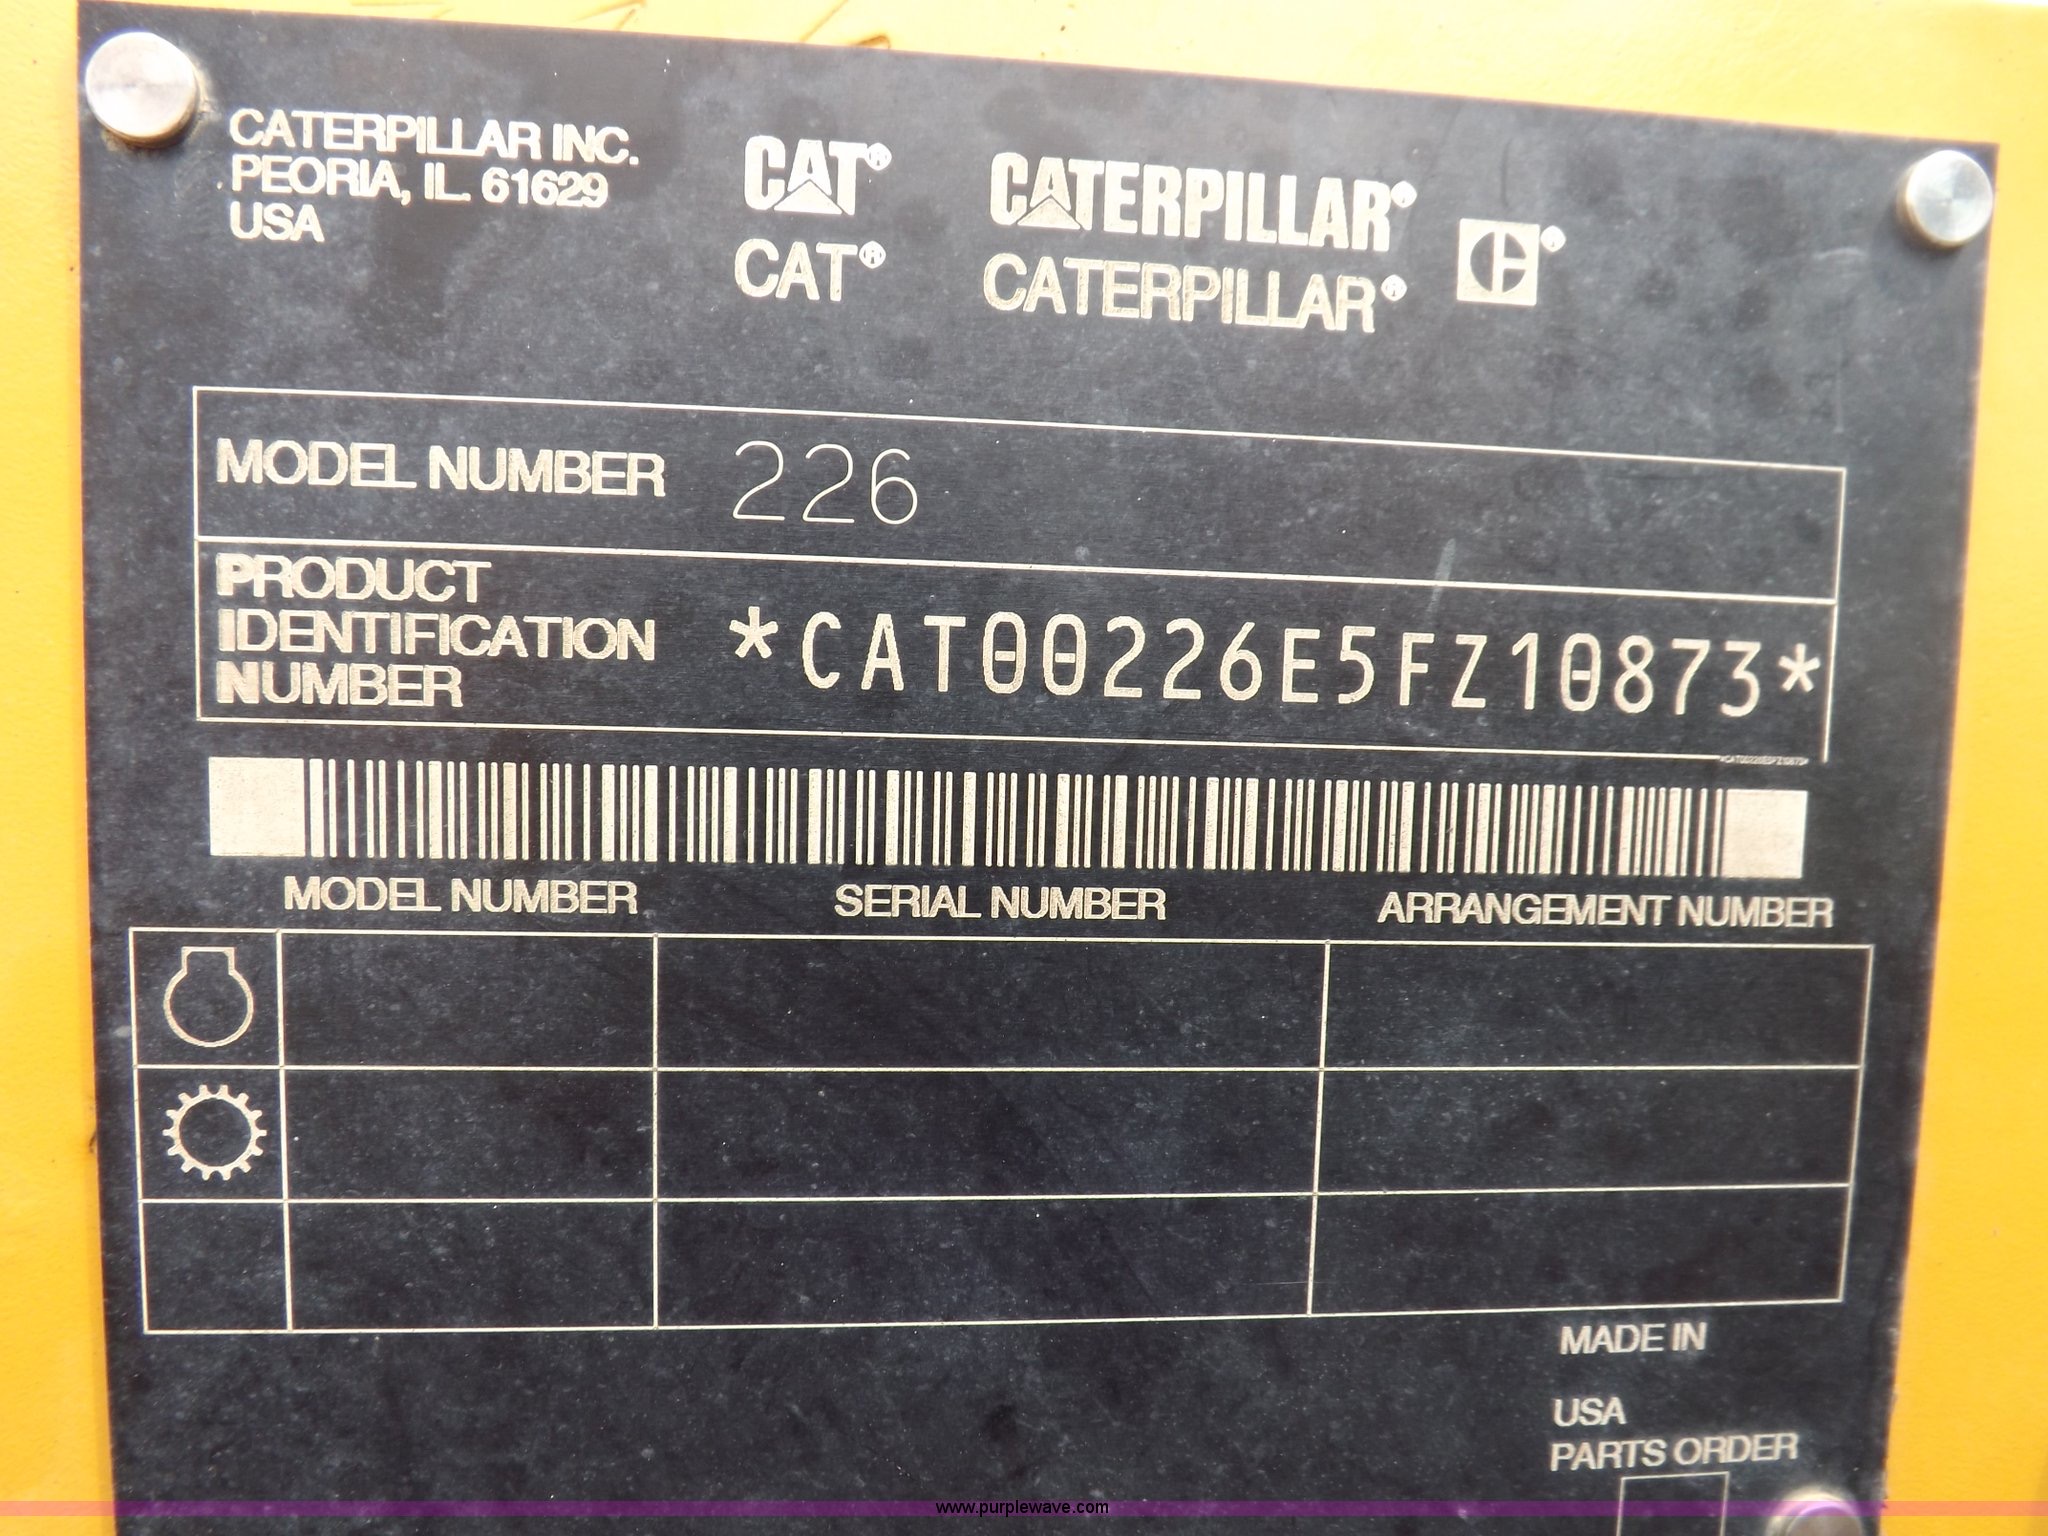 CATERPILLAR INC.
PEORIA, IL. 61629
USA
CAT®
CATERPILLAR®
CAT®
CATERPILLAR®
MODEL NUMBER 226
PRODUCT
IDENTIFICATION
NUMBER
*CAT00226E5FZ10873*
*CAT00226E5FZ10873*
MODEL NUMBER
SERIAL NUMBER
ARRANGEMENT NUMBER
MADE IN
USA
PARTS ORDER
www.purplewave.com